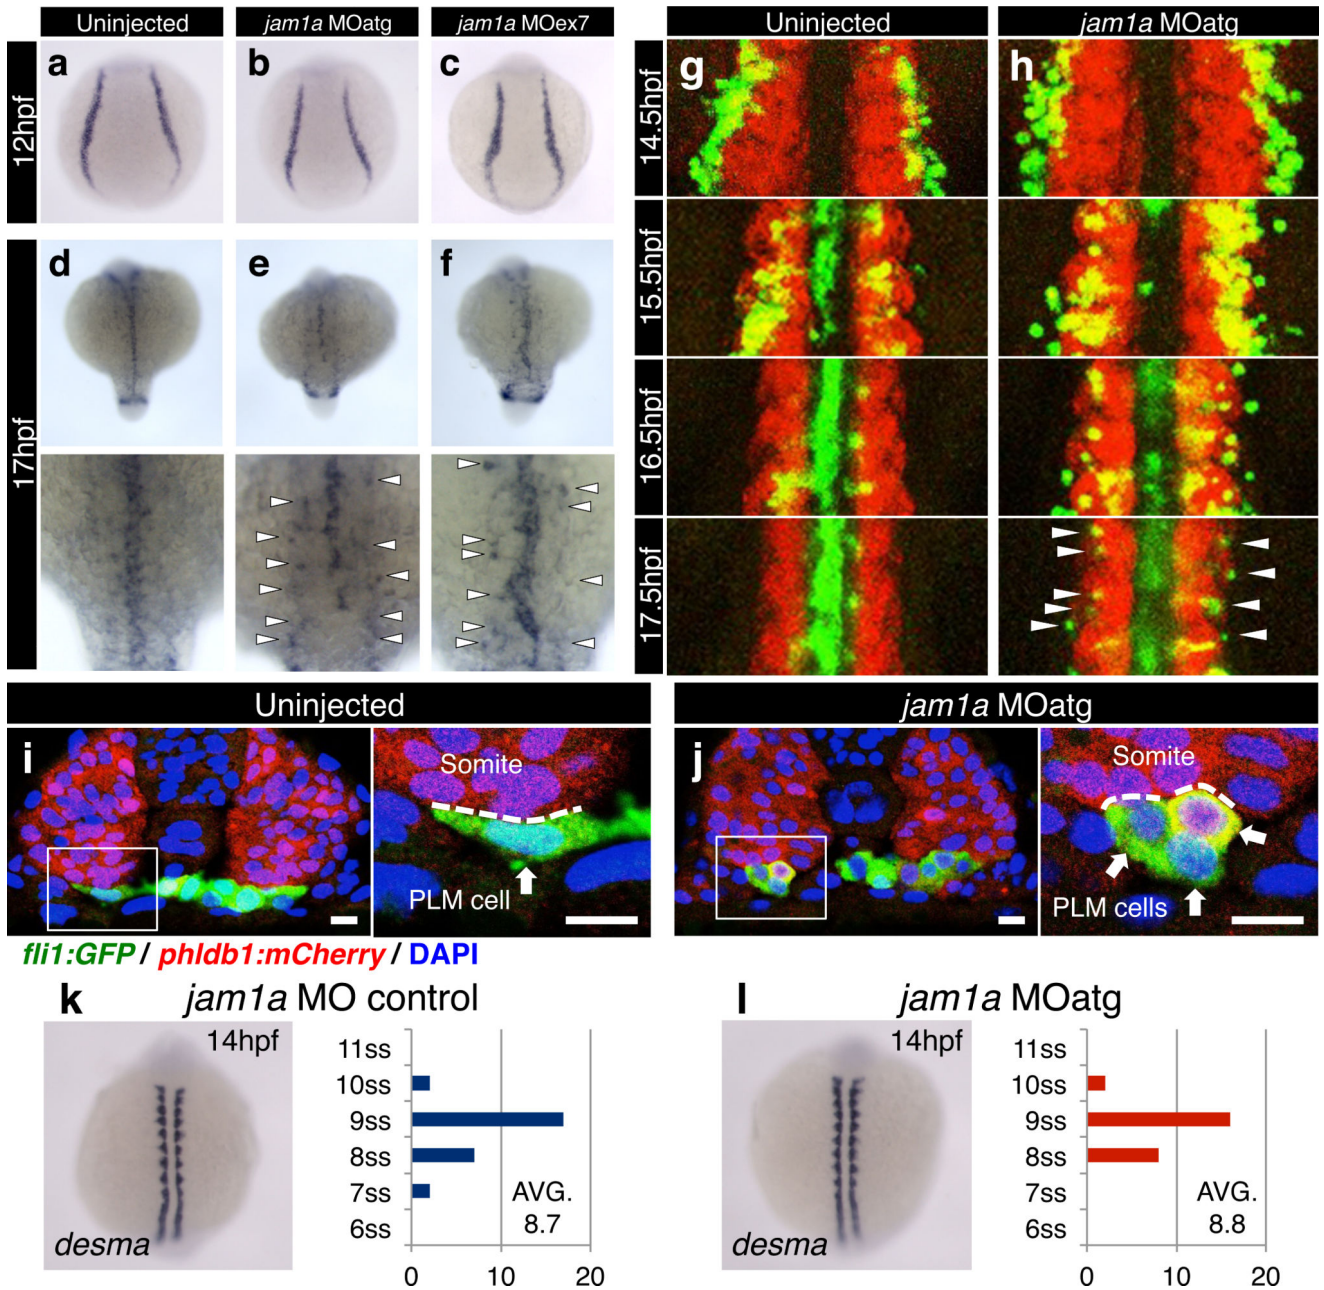 Uninjected
jam1a MOatg
jam1a MOex7
Uninjected
jam1a MOatg
12hpf
a
b
c
17hpf
d
e
f
g
h
14.5hpf
15.5hpf
16.5hpf
17.5hpf
Uninjected
jam1a MOatg
i
Somite
PLM cell
j
Somite
PLM cells
fli1:GFP / phldb1:mCherry / DAPI
k
jam1a MO control
14hpf
desma
11ss
10ss
9ss
8ss
7ss
6ss
AVG.
8.7
0 10 20
l
jam1a MOatg
14hpf
desma
11ss
10ss
9ss
8ss
7ss
6ss
AVG.
8.8
0 10 20